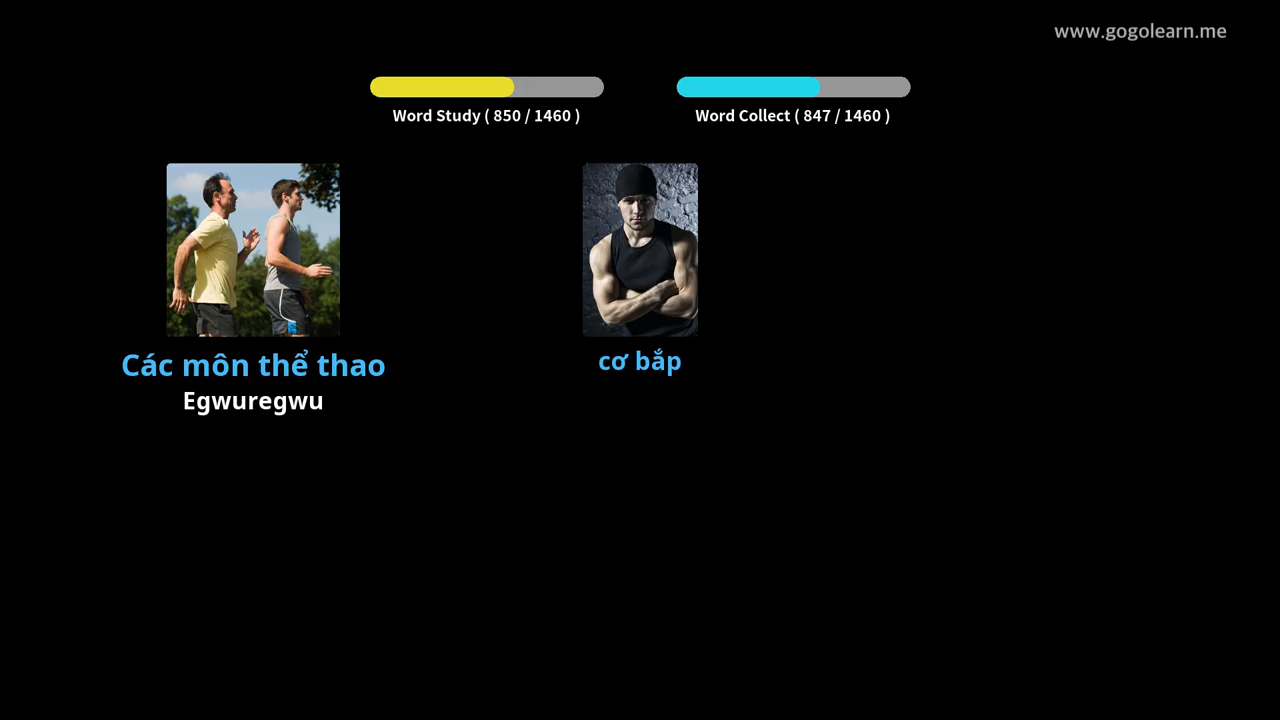 www.gogolearn.me
Word Study ( 850 / 1460 )
Word Collect ( 847 / 1460 )
Các môn thể thao
Egwuregwu
cơ bắp